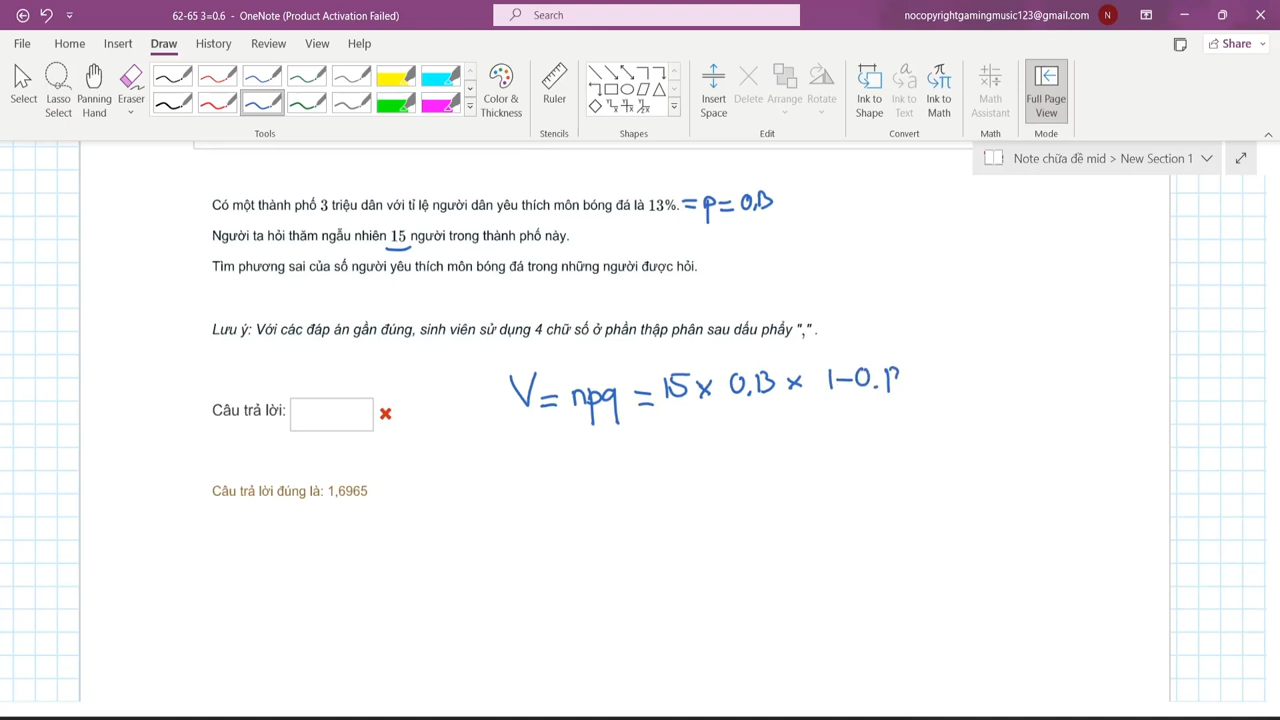 62-65 3=0.6 - OneNote (Product Activation Failed)
Search
nocopyrightgamingmusic123@gmail.com
N
File Home Insert Draw History Review View Help
Share
Select
Lasso Select
Panning Hand
Eraser
Color & Thickness
Ruler
Insert Space
Delete
Arrange
Rotate
Ink to Shape
Ink to Text
Ink to Math
Math Assistant
Full Page View
Tools
Stencils
Shapes
Edit
Convert
Math
Mode
Note chữa đề mid > New Section 1
Có một thành phố 3 triệu dân với tỉ lệ người dân yêu thích môn bóng đá là 13%. = p = 0.13
Người ta hỏi thăm ngẫu nhiên 15 người trong thành phố này.
Tìm phương sai của số người yêu thích môn bóng đá trong những người được hỏi.
Lưu ý: Với các đáp án gần đúng, sinh viên sử dụng 4 chữ số ở phần thập phân sau dấu phẩy "," .
V = npq = 15 × 0.13 × 1-0.1
Câu trả lời:
Câu trả lời đúng là: 1,6965